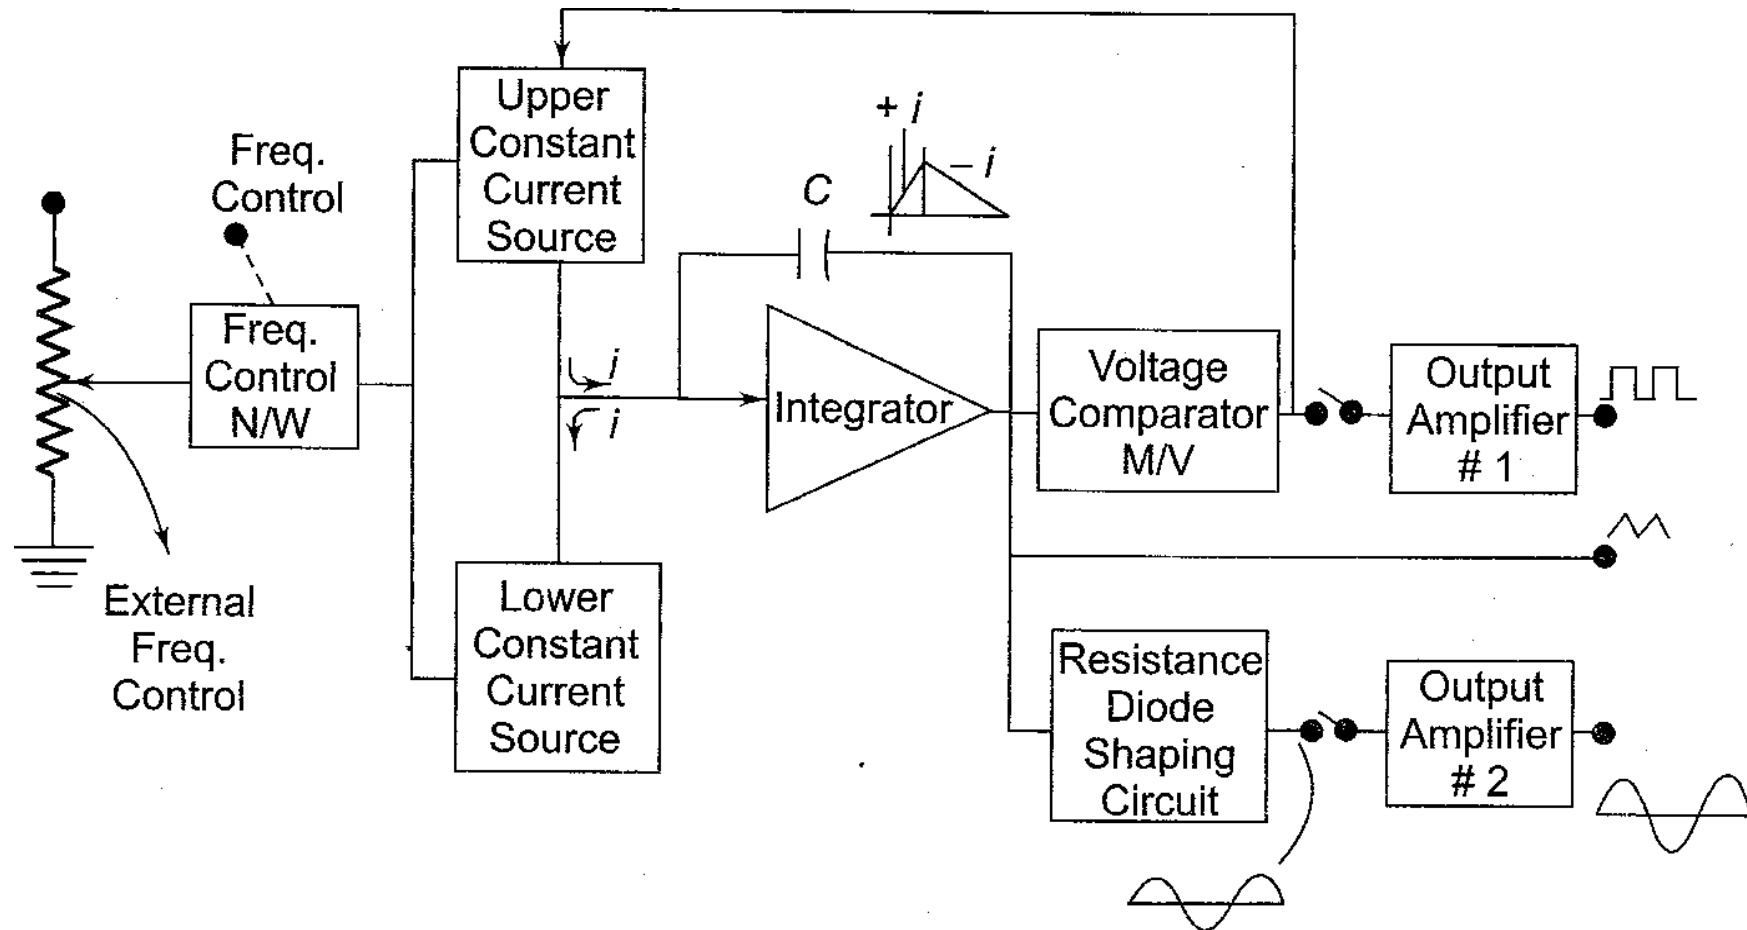 Upper
Constant
Current
Source
Freq.
Control
Freq.
Control
N/W
External
Freq.
Control
Lower
Constant
Current
Source
i
i
C
+ i
– i
Integrator
Voltage
Comparator
M/V
Output
Amplifier
# 1
Resistance
Diode
Shaping
Circuit
Output
Amplifier
# 2